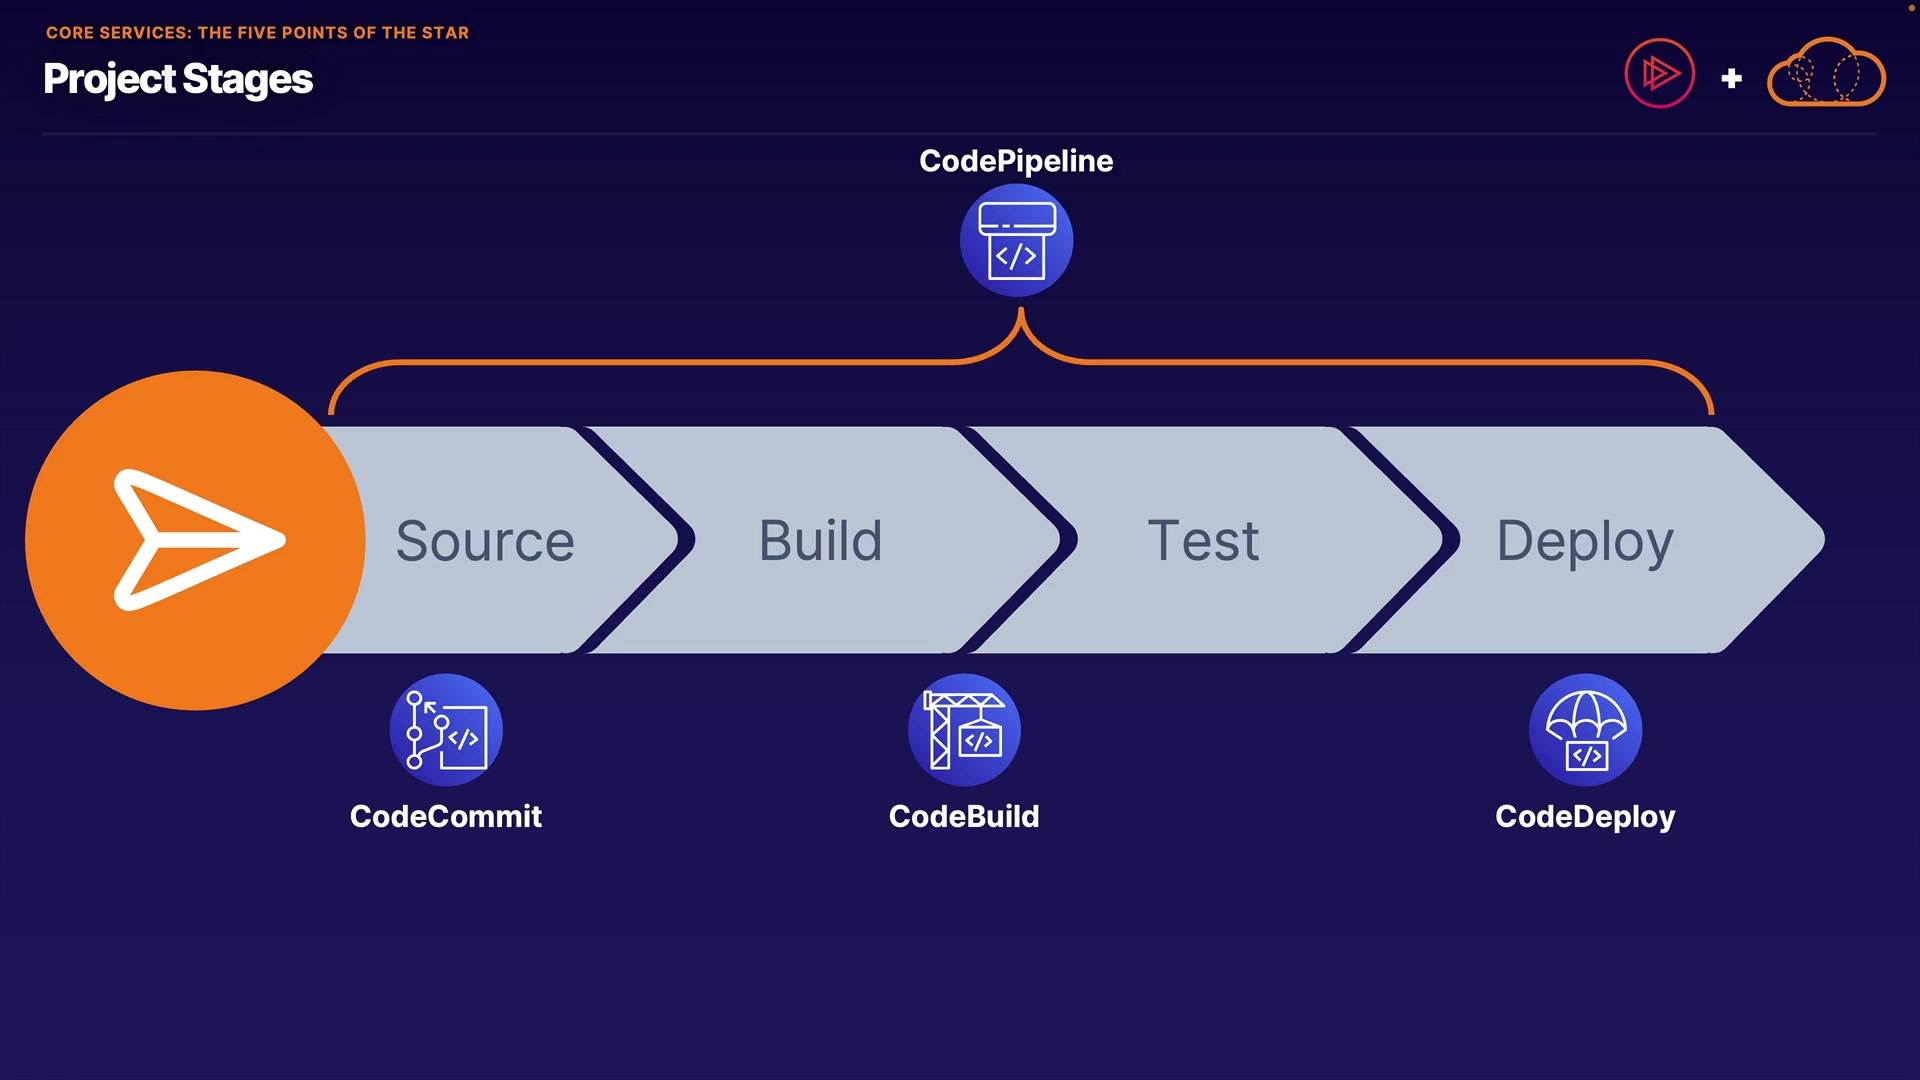 CORE SERVICES: THE FIVE POINTS OF THE STAR
Project Stages
CodePipeline
</>
Source
Build
Test
Deploy
</>
</>
</>
CodeCommit
CodeBuild
CodeDeploy